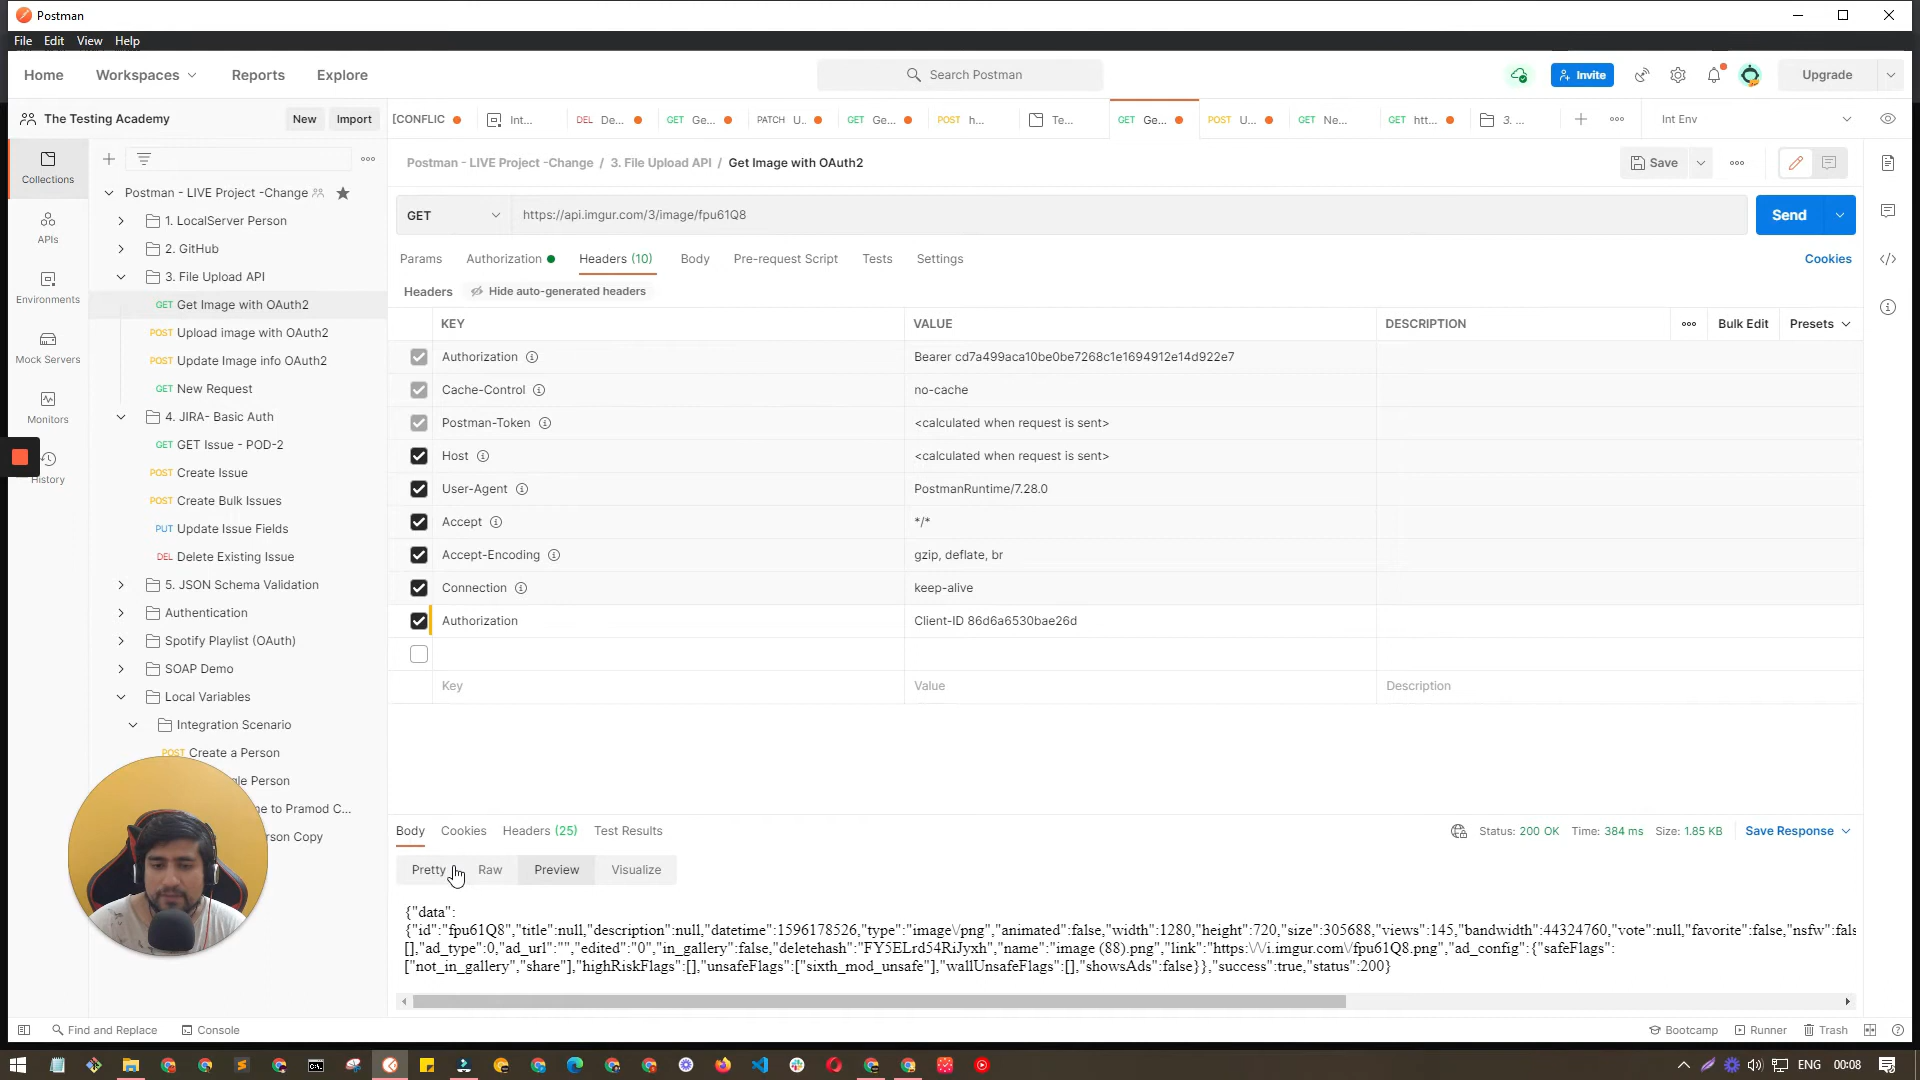 Postman
File Edit View Help
Home Workspaces Reports Explore
Search Postman
Invite
Upgrade
The Testing Academy
New Import
[CONFLIC
Int...
DEL De...
GET Ge...
PATCH U..
GET Ge...
POST h...
Te...
GET Ge...
POST U...
GET Ne...
GET htt...
3. ...
Int Env
Collections
APIs
Environments
Mock Servers
Monitors
History
Postman - LIVE Project -Change
1. LocalServer Person
2. GitHub
3. File Upload API
GET Get Image with OAuth2
POST Upload image with OAuth2
POST Update Image info OAuth2
GET New Request
4. JIRA- Basic Auth
GET GET Issue - POD-2
POST Create Issue
POST Create Bulk Issues
PUT Update Issue Fields
DEL Delete Existing Issue
5. JSON Schema Validation
Authentication
Spotify Playlist (OAuth)
SOAP Demo
Local Variables
Integration Scenario
POST Create a Person
gle Person
me to Pramod C...
rson Copy
Postman - LIVE Project -Change / 3. File Upload API / Get Image with OAuth2
Save
GET https://api.imgur.com/3/image/fpu61Q8
Send
Params Authorization Headers (10) Body Pre-request Script Tests Settings
Cookies
Headers Hide auto-generated headers
KEY VALUE DESCRIPTION
Bulk Edit Presets
Authorization Bearer cd7a499aca10be0be7268c1e1694912e14d922e7
Cache-Control no-cache
Postman-Token <calculated when request is sent>
Host <calculated when request is sent>
User-Agent PostmanRuntime/7.28.0
Accept */*
Accept-Encoding gzip, deflate, br
Connection keep-alive
Authorization Client-ID 86d6a6530bae26d
Key Value Description
Body Cookies Headers (25) Test Results
Status: 200 OK Time: 384 ms Size: 1.85 KB Save Response
Pretty Raw Preview Visualize
{"data":
{"id":"fpu61Q8","title":null,"description":null,"datetime":1596178526,"type":"image\/png","animated":false,"width":1280,"height":720,"size":305688,"views":145,"bandwidth":44324760,"vote":null,"favorite":false,"nsfw":fals
[],"ad_type":0,"ad_url":"","edited":"0","in_gallery":false,"deletehash":"FY5ELrd54RiJyxh","name":"image (88).png","link":"https:\/\/i.imgur.com\/fpu61Q8.png","ad_config":{"safeFlags":
["not_in_gallery","share"],"highRiskFlags":[],"unsafeFlags":["sixth_mod_unsafe"],"wallUnsafeFlags":[],"showsAds":false}},"success":true,"status":200}
Find and Replace Console
Bootcamp Runner Trash
ENG 00:08